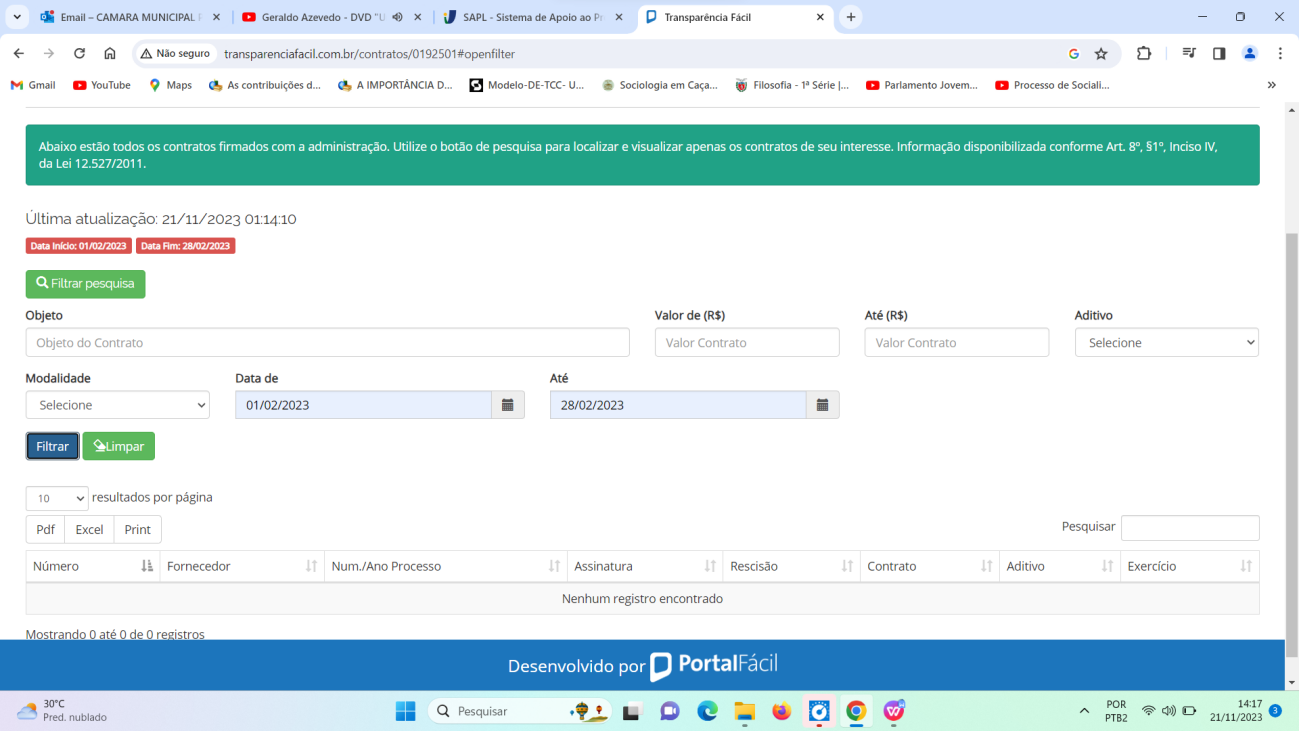 Email – CAMARA MUNICIPAL F
Geraldo Azevedo - DVD "U
SAPL - Sistema de Apoio ao Pr
Transparência Fácil
Não seguro
transparenciafacil.com.br/contratos/0192501#openfilter
Gmail
YouTube
Maps
As contribuições d...
A IMPORTÂNCIA D...
Modelo-DE-TCC- U...
Sociologia em Caça...
Filosofia - 1ª Série |...
Parlamento Jovem...
Processo de Sociali...
Abaixo estão todos os contratos firmados com a administração. Utilize o botão de pesquisa para localizar e visualizar apenas os contratos de seu interesse. Informação disponibilizada conforme Art. 8º, §1º, Inciso IV,
da Lei 12.527/2011.
Última atualização: 21/11/2023 01:14:10
Data Início: 01/02/2023 Data Fim: 28/02/2023
Filtrar pesquisa
Objeto
Valor de (R$)
Até (R$)
Aditivo
Objeto do Contrato
Valor Contrato
Valor Contrato
Selecione
Modalidade
Data de
Até
Selecione
01/02/2023
28/02/2023
Filtrar
Limpar
10 resultados por página
Pdf Excel Print
Pesquisar
Número Fornecedor Num./Ano Processo Assinatura Rescisão Contrato Aditivo Exercício
Nenhum registro encontrado
Mostrando 0 até 0 de 0 registros
Desenvolvido por PortalFácil
30°C
Pred. nublado
Pesquisar
POR
PTB2
14:17
21/11/2023
3